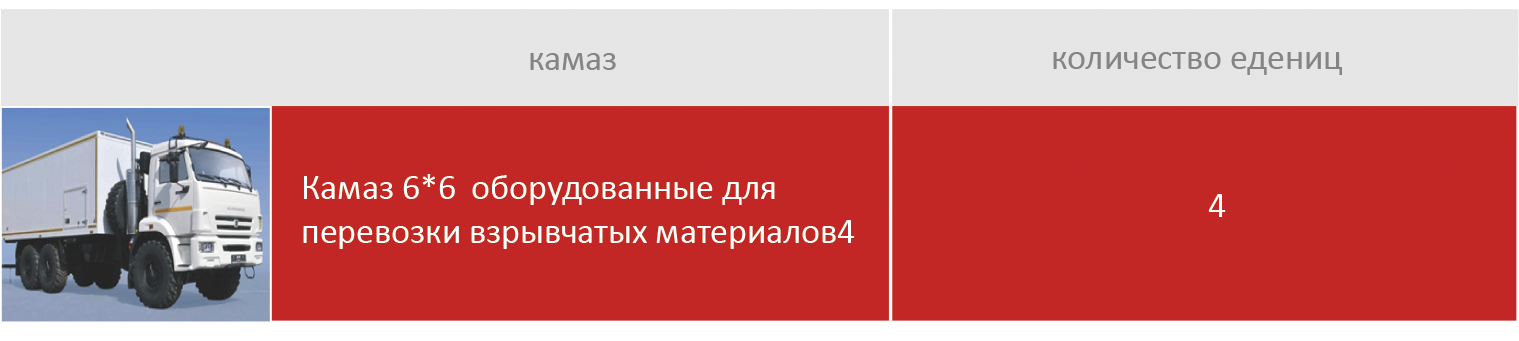 камаз
количество едениц
Камаз 6*6  оборудованные для
перевозки взрывчатых материалов4
4